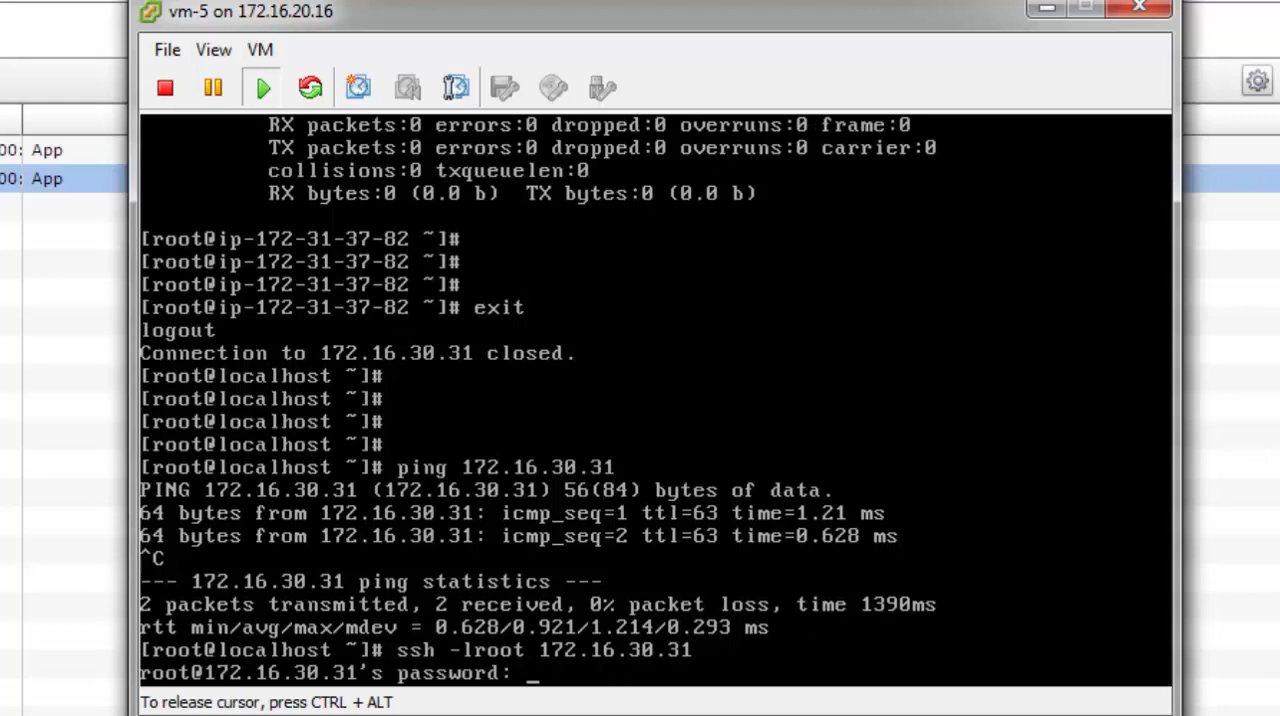 vm-5 on 172.16.20.16
File View VM
00: App
00: App
RX packets:0 errors:0 dropped:0 overruns:0 frame:0
TX packets:0 errors:0 dropped:0 overruns:0 carrier:0
collisions:0 txqueuelen:0
RX bytes:0 (0.0 b)  TX bytes:0 (0.0 b)
[root@ip-172-31-37-82 ~]#
[root@ip-172-31-37-82 ~]#
[root@ip-172-31-37-82 ~]#
[root@ip-172-31-37-82 ~]# exit
logout
Connection to 172.16.30.31 closed.
[root@localhost ~]#
[root@localhost ~]#
[root@localhost ~]#
[root@localhost ~]#
[root@localhost ~]# ping 172.16.30.31
PING 172.16.30.31 (172.16.30.31) 56(84) bytes of data.
64 bytes from 172.16.30.31: icmp_seq=1 ttl=63 time=1.21 ms
64 bytes from 172.16.30.31: icmp_seq=2 ttl=63 time=0.628 ms
^C
--- 172.16.30.31 ping statistics ---
2 packets transmitted, 2 received, 0% packet loss, time 1390ms
rtt min/avg/max/mdev = 0.628/0.921/1.214/0.293 ms
[root@localhost ~]# ssh -lroot 172.16.30.31
root@172.16.30.31's password: _
To release cursor, press CTRL + ALT